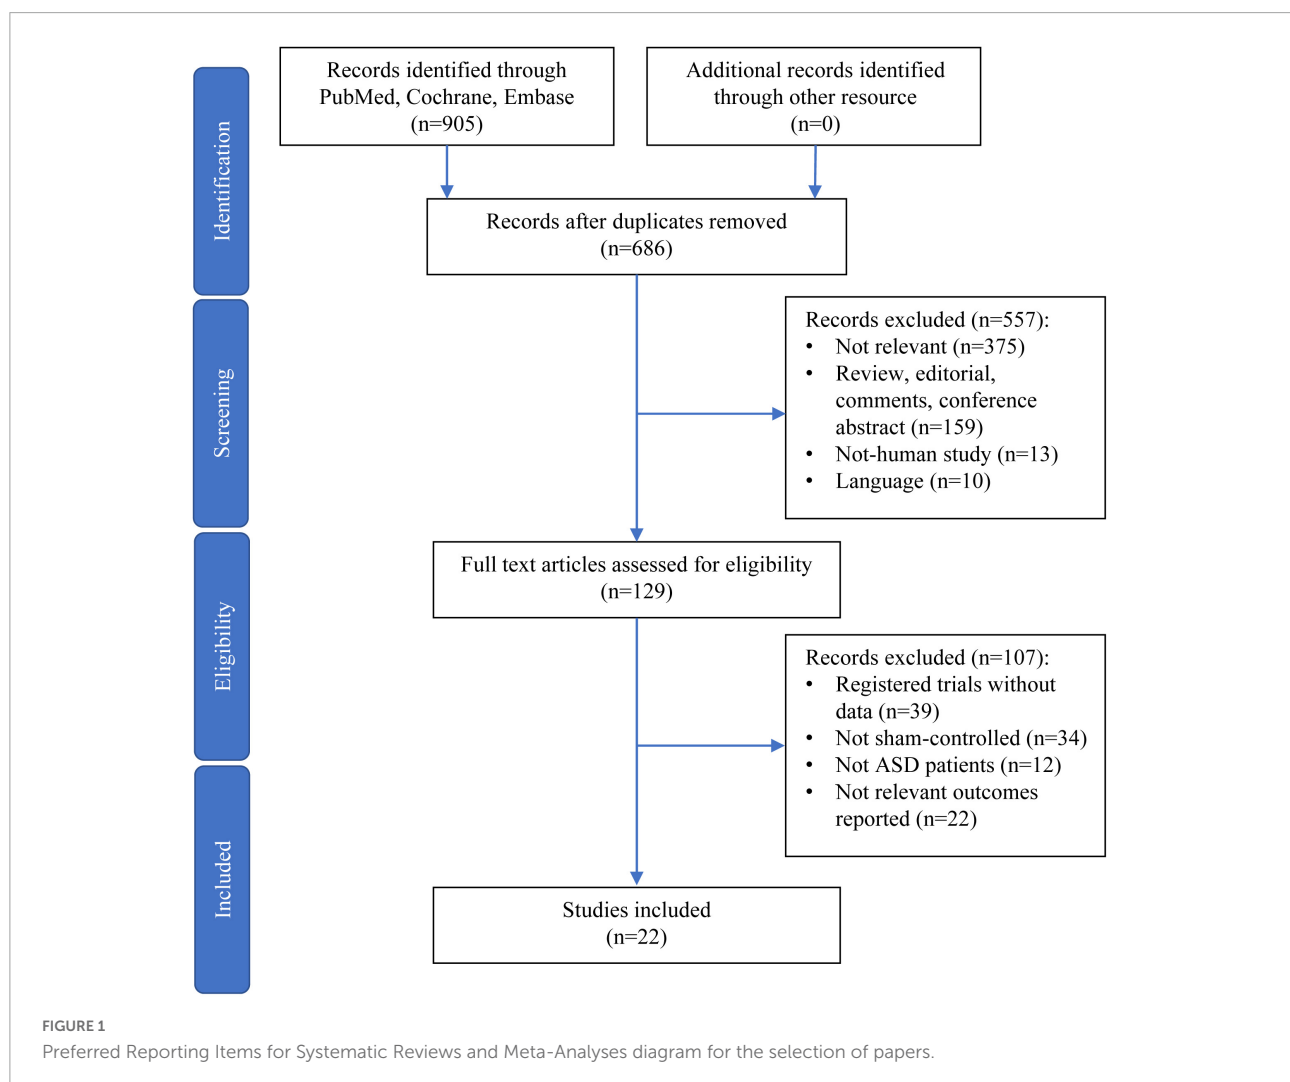 Records identified through
PubMed, Cochrane, Embase
(n=905)
Additional records identified
through other resource
(n=0)
Identification
Records after duplicates removed
(n=686)
Screening
Records excluded (n=557):
• Not relevant (n=375)
• Review, editorial,
comments, conference
abstract (n=159)
• Not-human study (n=13)
• Language (n=10)
Eligibility
Full text articles assessed for eligibility
(n=129)
Records excluded (n=107):
• Registered trials without
data (n=39)
• Not sham-controlled (n=34)
• Not ASD patients (n=12)
• Not relevant outcomes
reported (n=22)
Included
Studies included
(n=22)
FIGURE 1
Preferred Reporting Items for Systematic Reviews and Meta-Analyses diagram for the selection of papers.